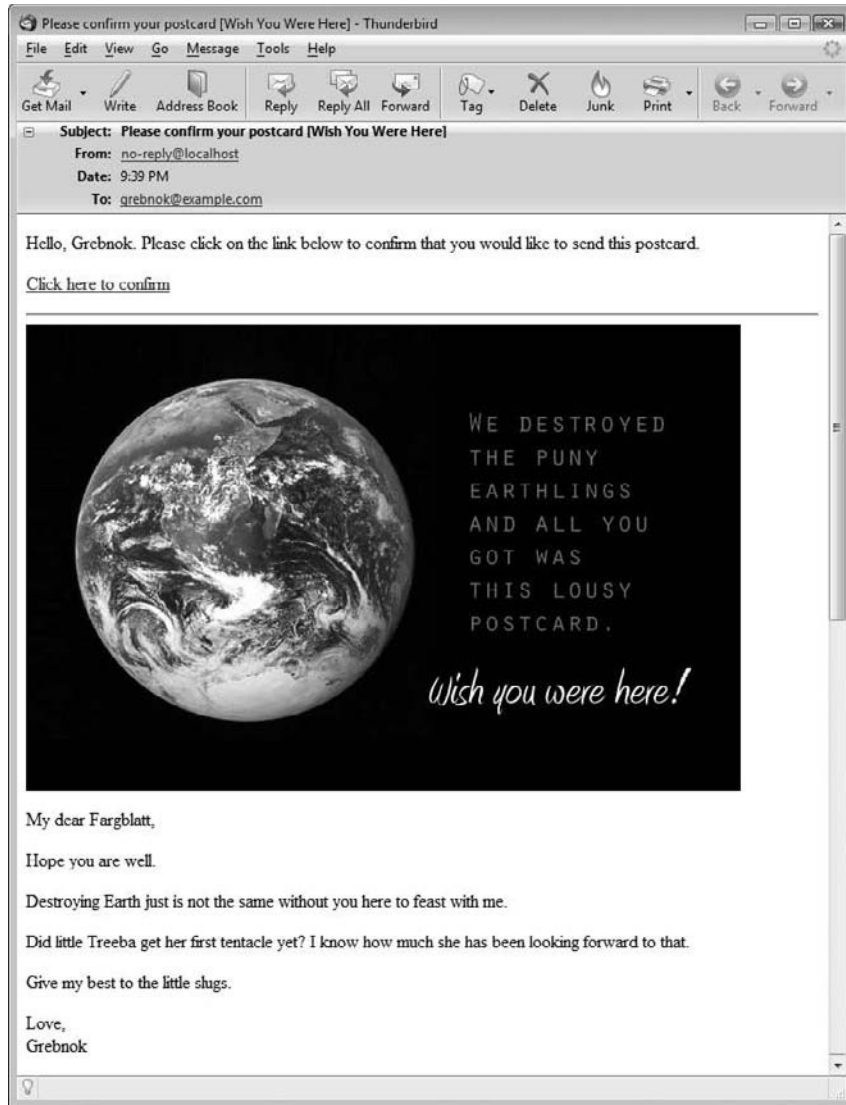 Please confirm your postcard [Wish You Were Here] - Thunderbird
File Edit View Go Message Tools Help
Get Mail Write Address Book Reply Reply All Forward Tag Delete Junk Print Back Forward
Subject: Please confirm your postcard [Wish You Were Here]
From: no-reply@localhost
Date: 9:39 PM
To: grebnok@example.com
Hello, Grebnok. Please click on the link below to confirm that you would like to send this postcard.
Click here to confirm
WE DESTROYED
THE PUNY
EARTHLINGS
AND ALL YOU
GOT WAS
THIS LOUSY
POSTCARD.
Wish you were here!
My dear Fargblatt,
Hope you are well.
Destroying Earth just is not the same without you here to feast with me.
Did little Treeba get her first tentacle yet? I know how much she has been looking forward to that.
Give my best to the little slugs.
Love,
Grebnok